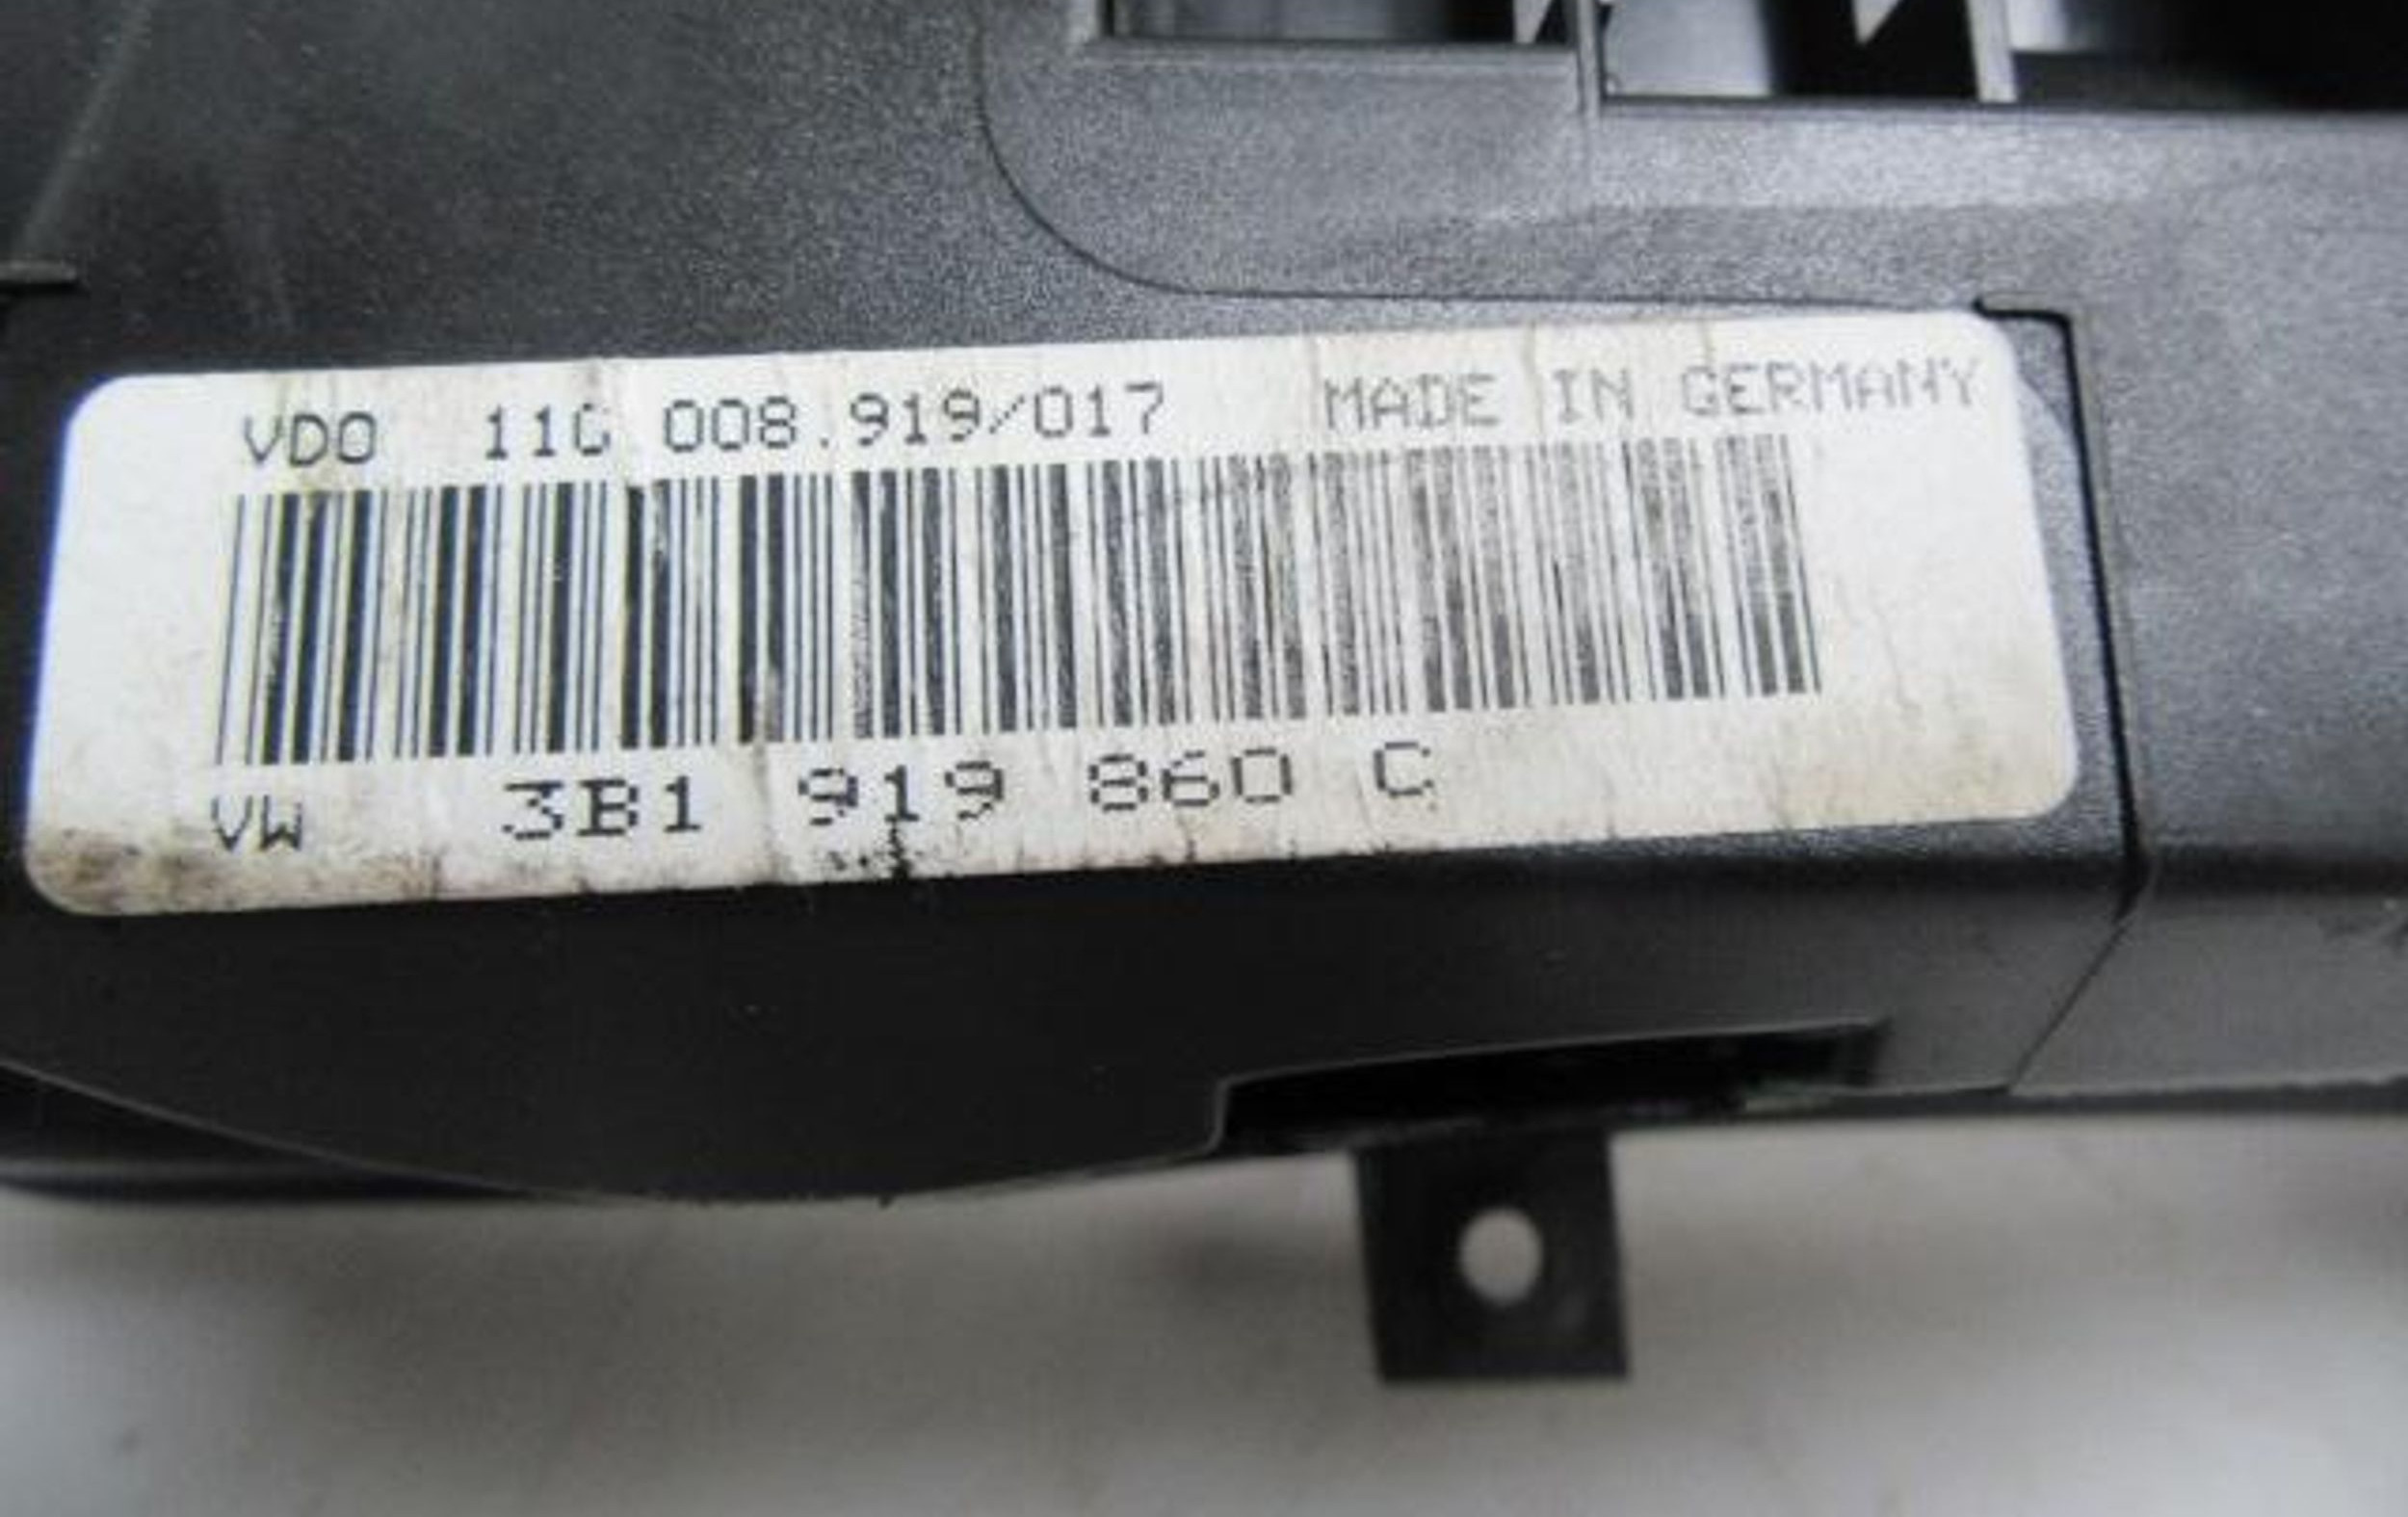 VDO 110 008.919/017 MADE IN GERMANY
VW 3B1 919 860 C